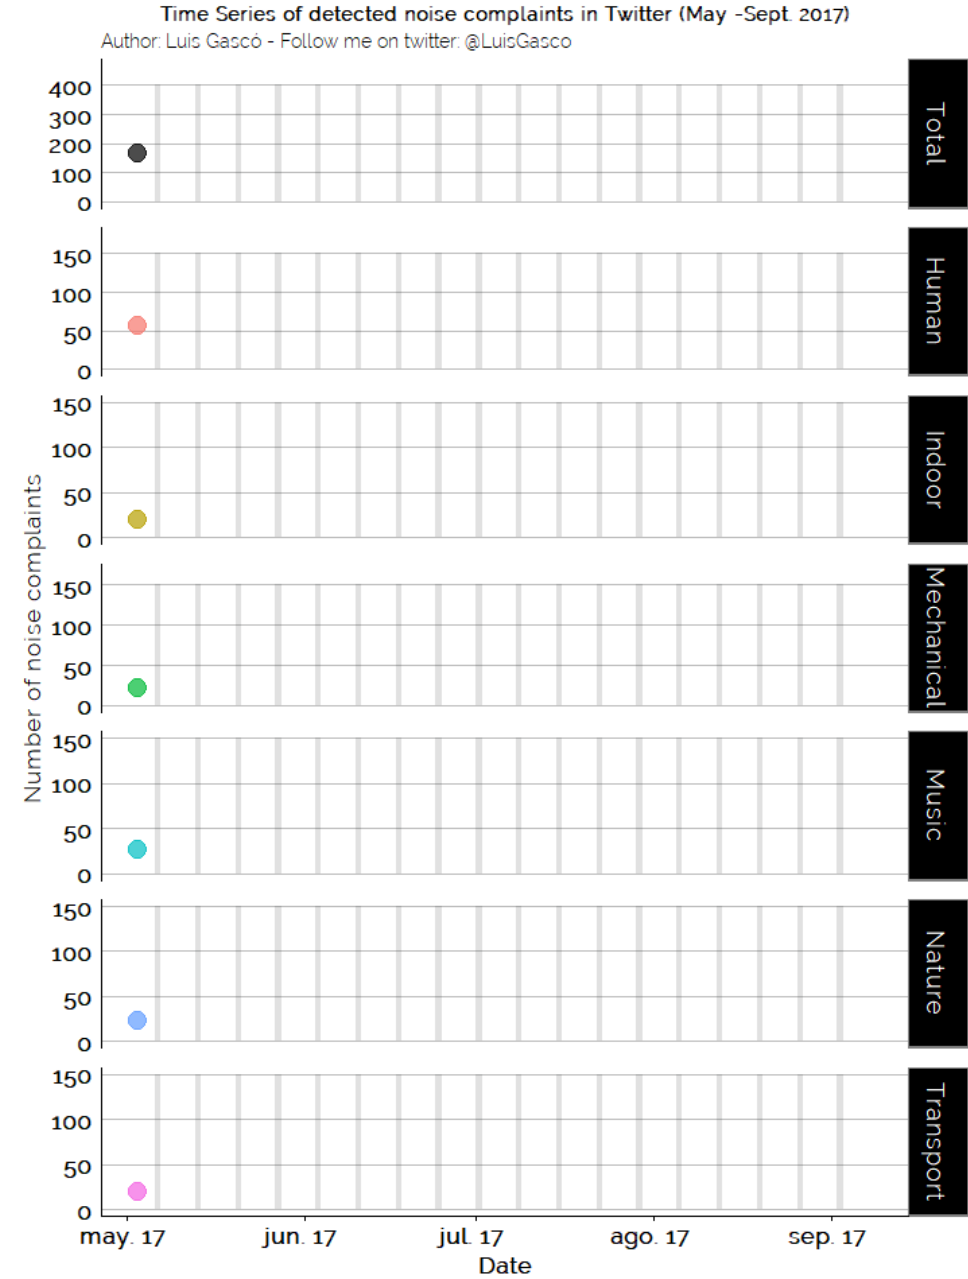 Time Series of detected noise complaints in Twitter (May -Sept. 2017)
Author: Luis Gascó - Follow me on twitter: @LuisGasco
Number of noise complaints
400
300
200
100
0
Total
150
100
50
0
Human
150
100
50
0
Indoor
150
100
50
0
Mechanical
150
100
50
0
Music
150
100
50
0
Nature
150
100
50
0
Transport
may. 17 jun. 17 jul. 17 ago. 17 sep. 17
Date